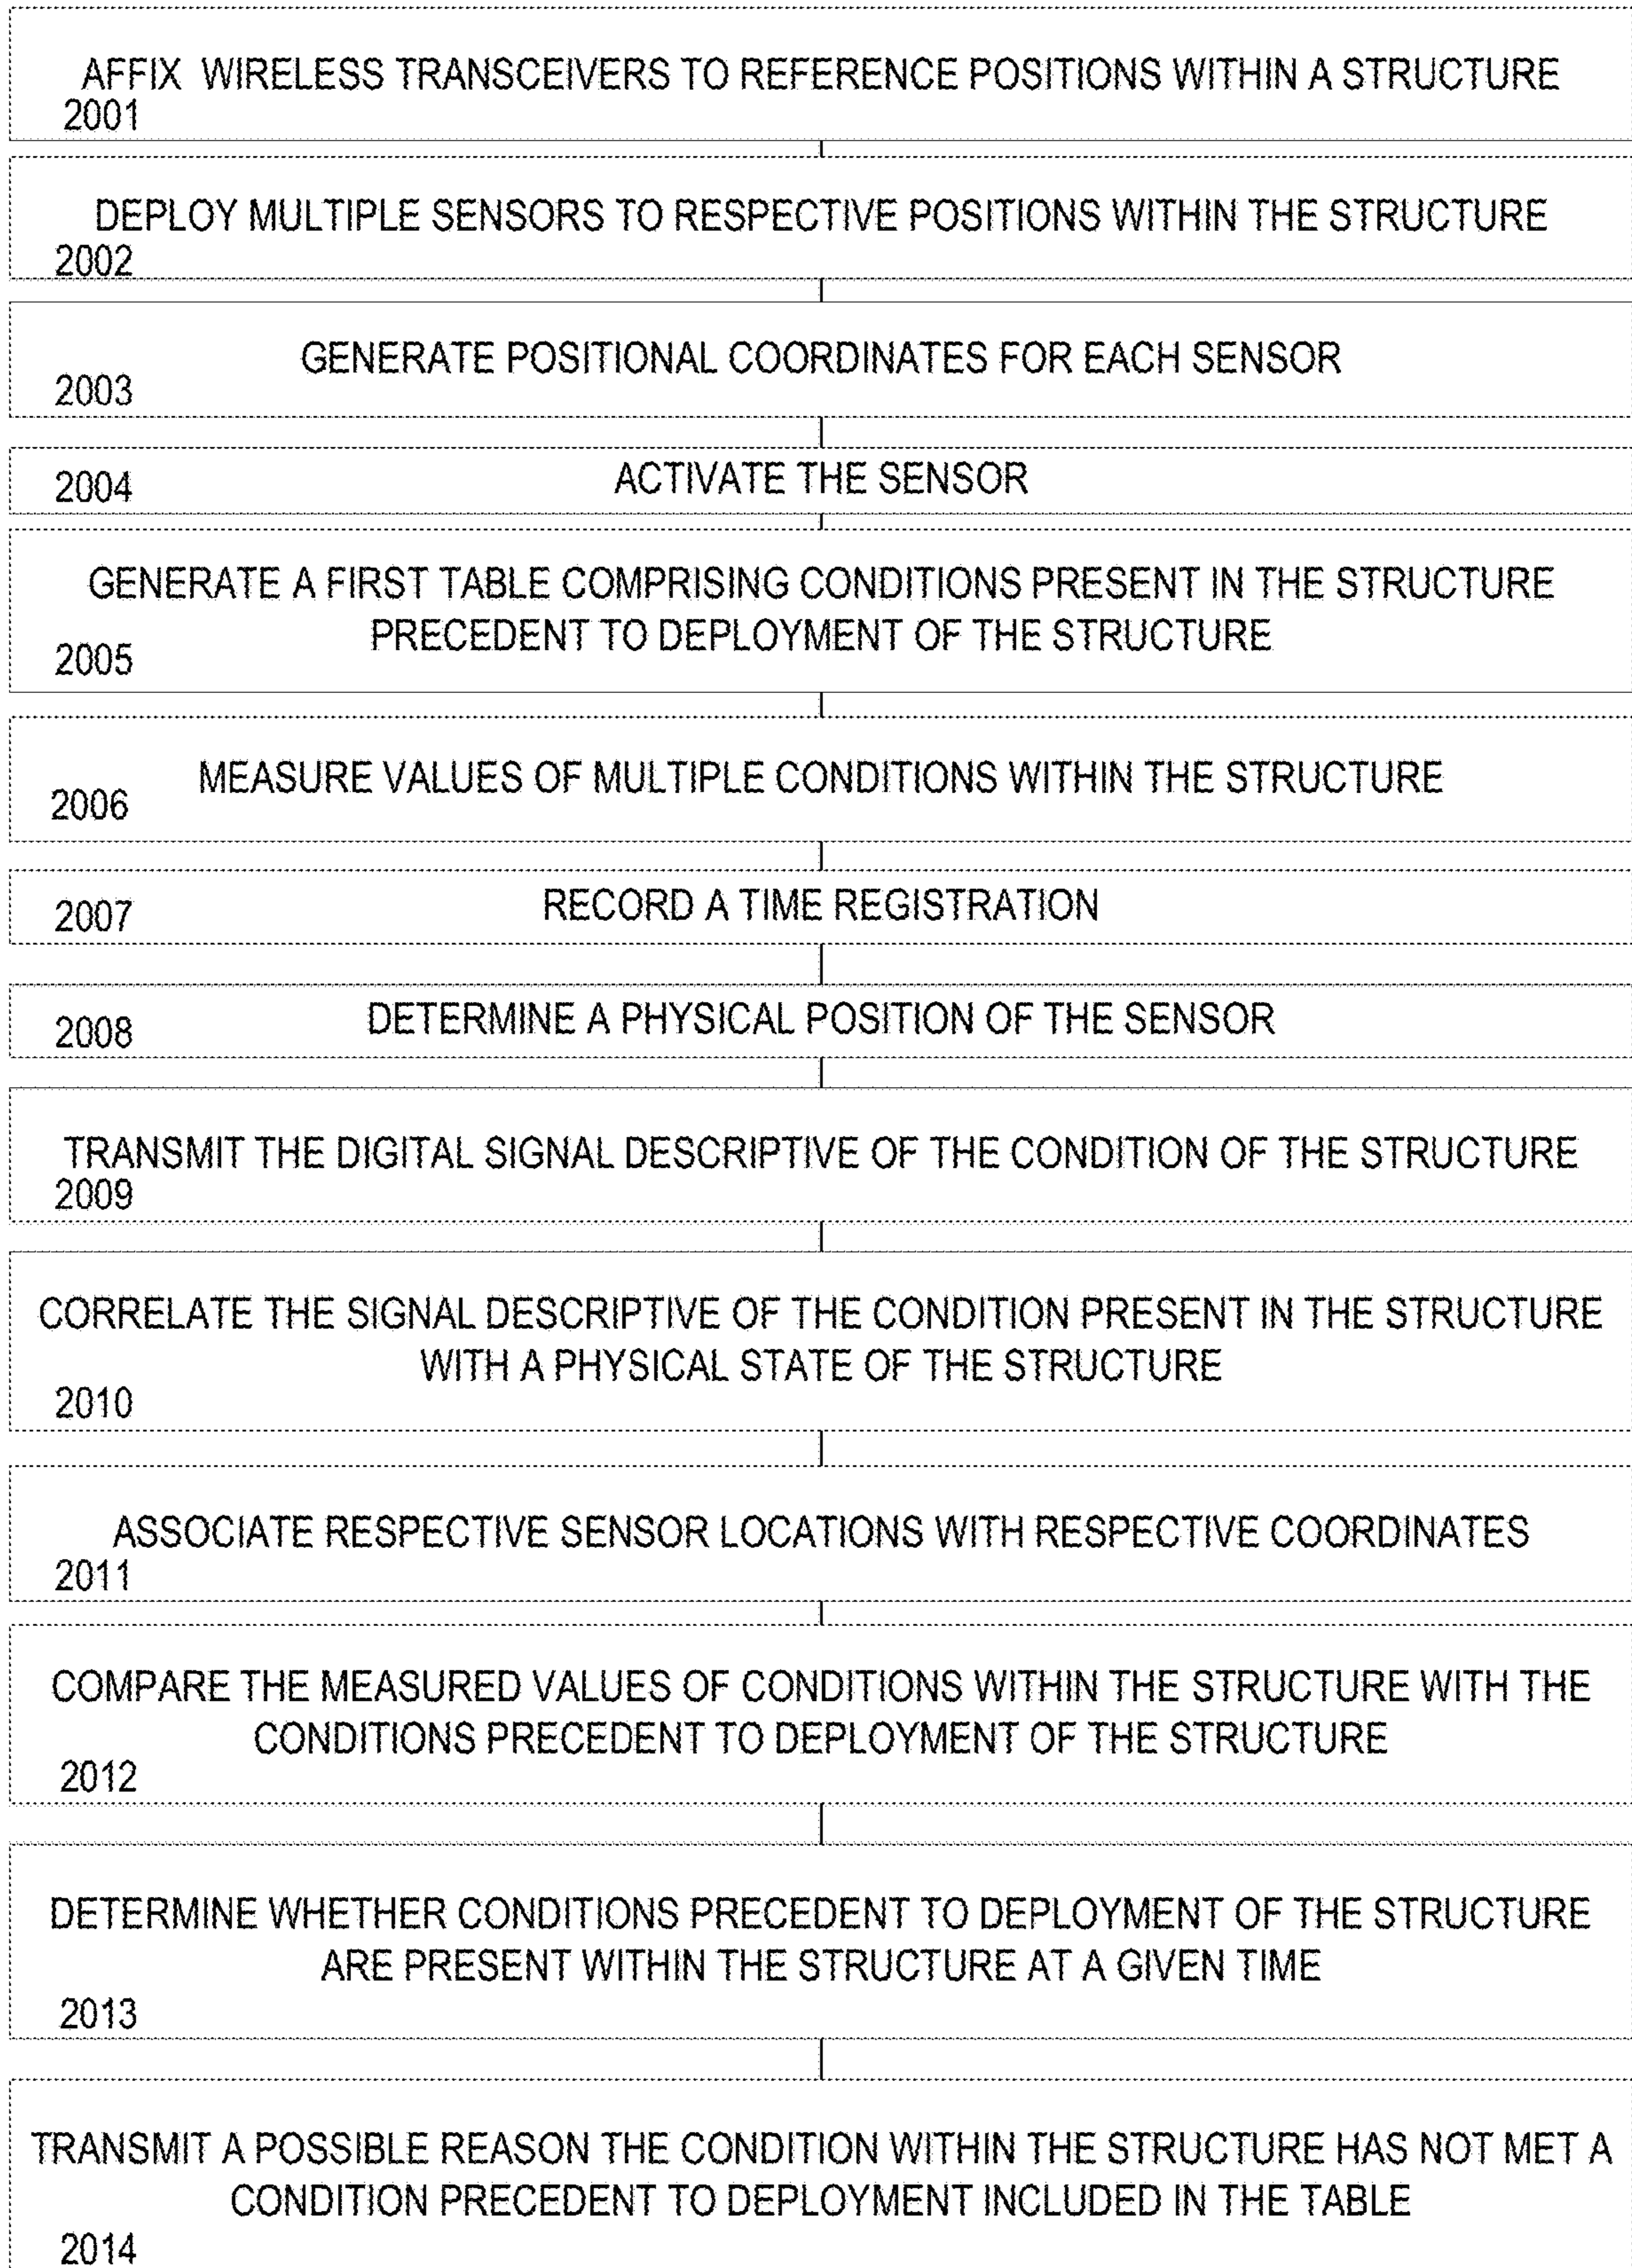 AFFIX WIRELESS TRANSCEIVERS TO REFERENCE POSITIONS WITHIN A STRUCTURE
2001
DEPLOY MULTIPLE SENSORS TO RESPECTIVE POSITIONS WITHIN THE STRUCTURE
2002
GENERATE POSITIONAL COORDINATES FOR EACH SENSOR
2003
ACTIVATE THE SENSOR
2004
GENERATE A FIRST TABLE COMPRISING CONDITIONS PRESENT IN THE STRUCTURE
PRECEDENT TO DEPLOYMENT OF THE STRUCTURE
2005
MEASURE VALUES OF MULTIPLE CONDITIONS WITHIN THE STRUCTURE
2006
RECORD A TIME REGISTRATION
2007
DETERMINE A PHYSICAL POSITION OF THE SENSOR
2008
TRANSMIT THE DIGITAL SIGNAL DESCRIPTIVE OF THE CONDITION OF THE STRUCTURE
2009
CORRELATE THE SIGNAL DESCRIPTIVE OF THE CONDITION PRESENT IN THE STRUCTURE
WITH A PHYSICAL STATE OF THE STRUCTURE
2010
ASSOCIATE RESPECTIVE SENSOR LOCATIONS WITH RESPECTIVE COORDINATES
2011
COMPARE THE MEASURED VALUES OF CONDITIONS WITHIN THE STRUCTURE WITH THE
CONDITIONS PRECEDENT TO DEPLOYMENT OF THE STRUCTURE
2012
DETERMINE WHETHER CONDITIONS PRECEDENT TO DEPLOYMENT OF THE STRUCTURE
ARE PRESENT WITHIN THE STRUCTURE AT A GIVEN TIME
2013
TRANSMIT A POSSIBLE REASON THE CONDITION WITHIN THE STRUCTURE HAS NOT MET A
CONDITION PRECEDENT TO DEPLOYMENT INCLUDED IN THE TABLE
2014